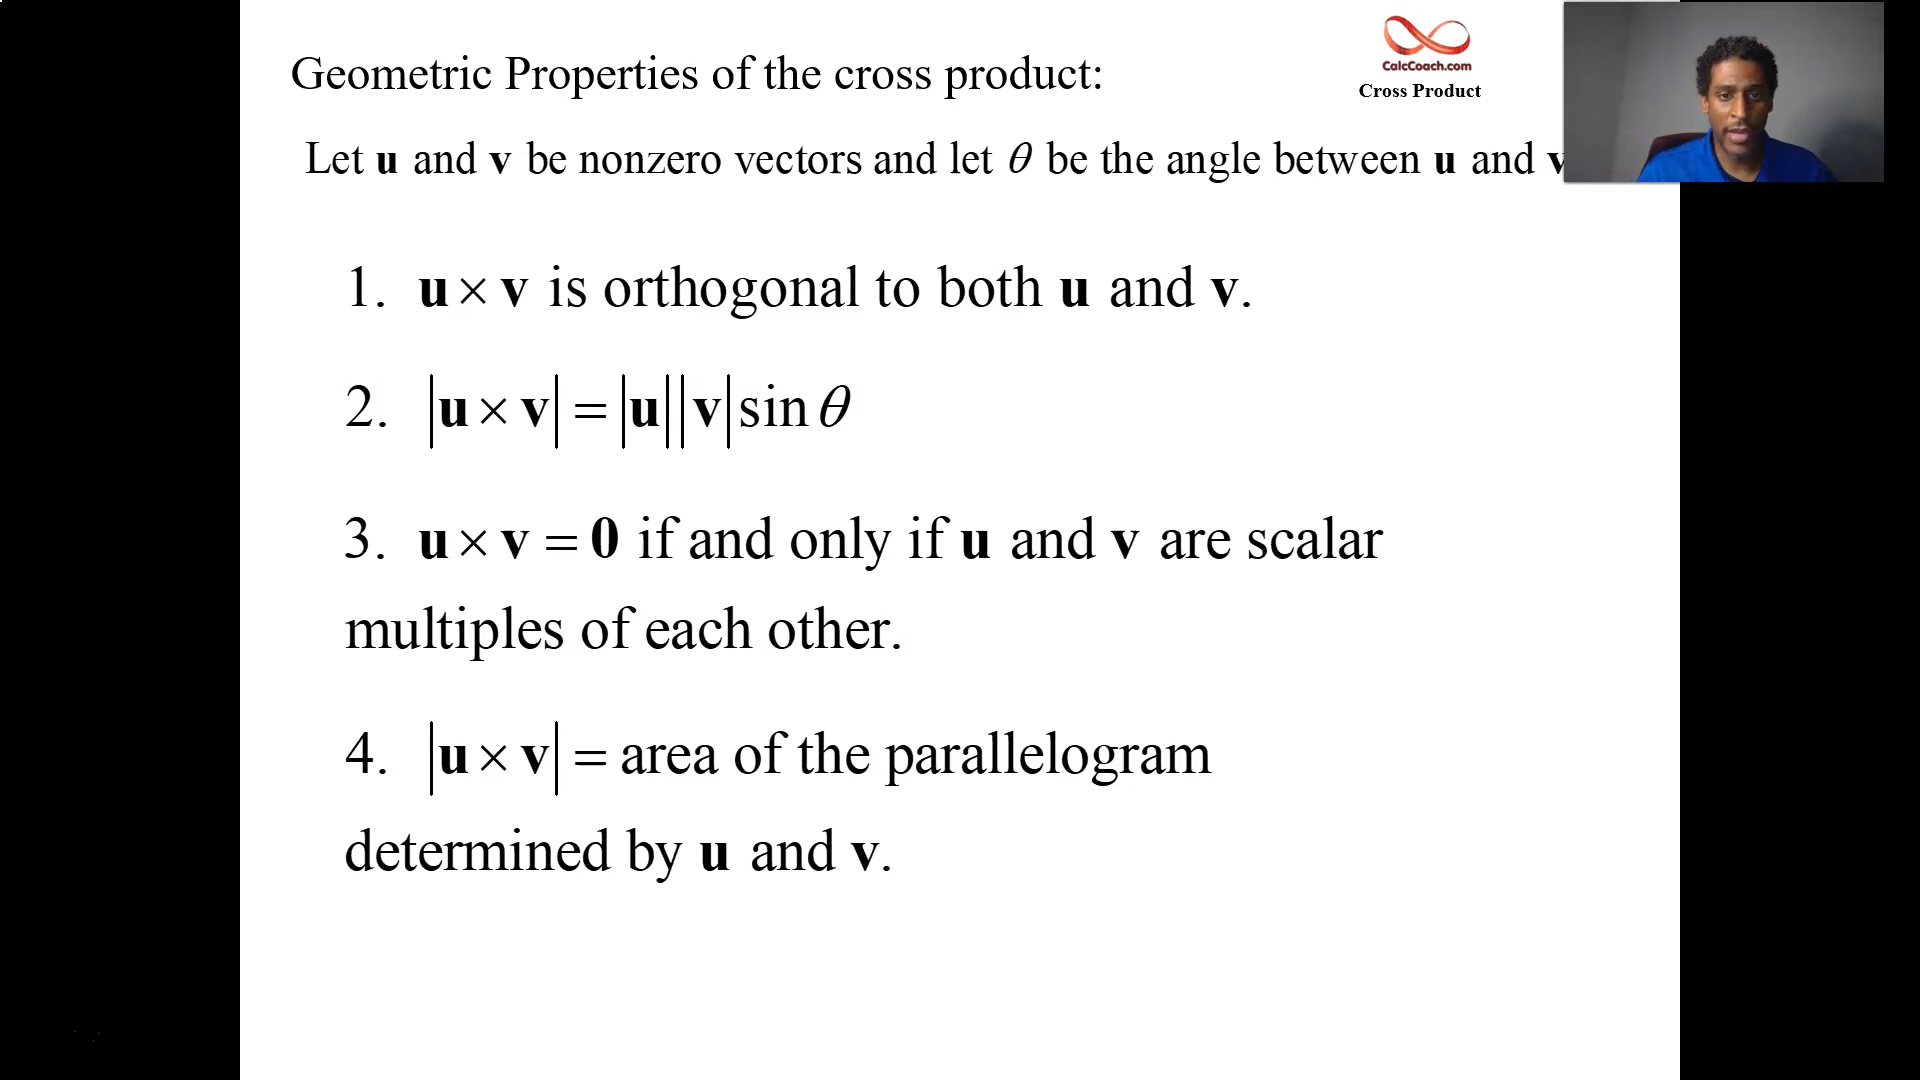 Geometric Properties of the cross product:
CalcCoach.com
Cross Product
Let u and v be nonzero vectors and let θ be the angle between u and v
1. u × v is orthogonal to both u and v.
2. |u × v| = |u||v| sin θ
3. u × v = 0 if and only if u and v are scalar
multiples of each other.
4. |u × v| = area of the parallelogram
determined by u and v.